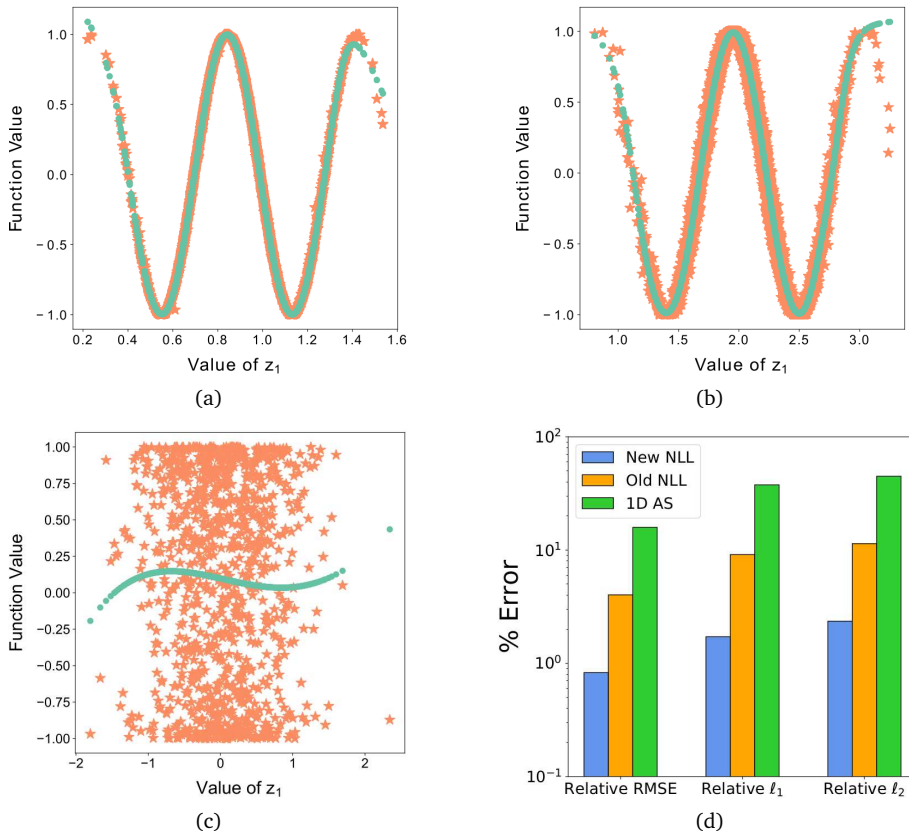 1.0
0.5
0.0
−0.5
−1.0
Function Value
0.2 0.4 0.6 0.8 1.0 1.2 1.4 1.6
Value of z₁
(a)
1.0
0.5
0.0
−0.5
−1.0
Function Value
1.0 1.5 2.0 2.5 3.0
Value of z₁
(b)
1.00
0.75
0.50
0.25
0.00
−0.25
−0.50
−0.75
−1.00
Function Value
−2 −1 0 1 2
Value of z₁
(c)
10²
10¹
10⁰
10⁻¹
% Error
New NLL
Old NLL
1D AS
Relative RMSE Relative ℓ₁ Relative ℓ₂
(d)